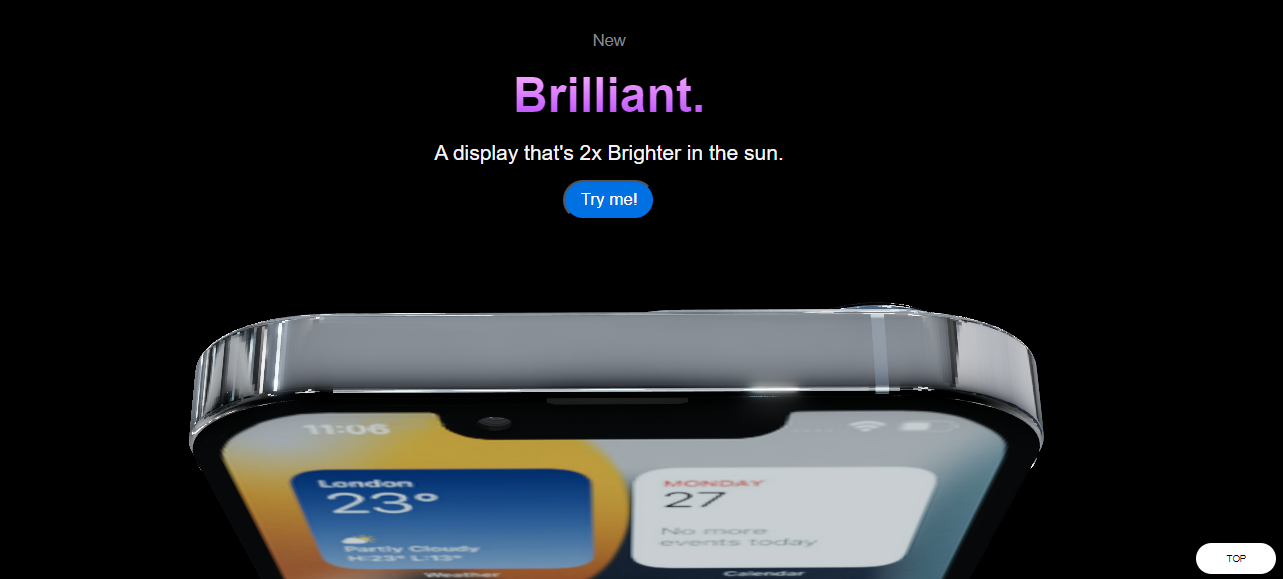 New
Brilliant.
A display that's 2x Brighter in the sun.
Try me!
11:06
London
23°
Partly Cloudy
H:23° L:13°
Weather
MONDAY
27
No more
events today
Calendar
TOP